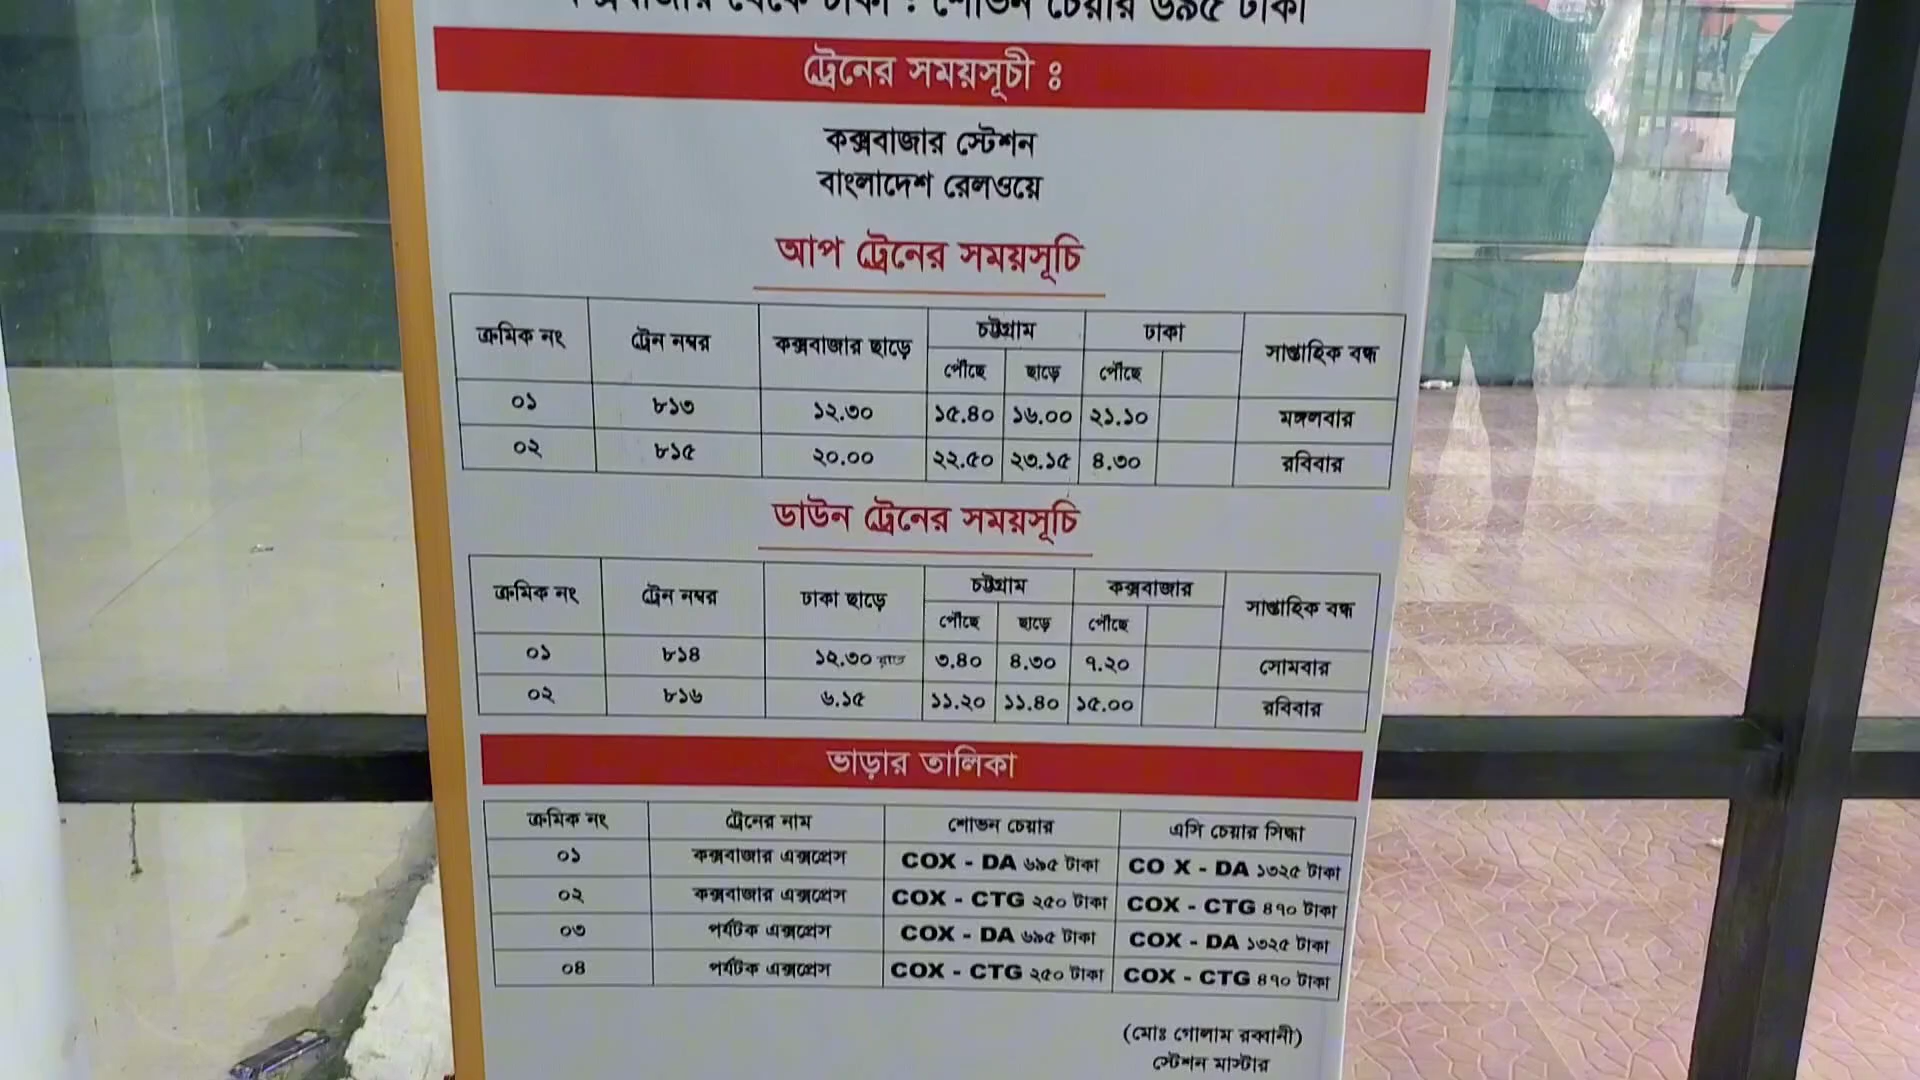 কক্সবাজার থেকে ঢাকা : শোভন চেয়ার ৬৯৫ টাকা
ট্রেনের সময়সূচী ঃ
কক্সবাজার স্টেশন
বাংলাদেশ রেলওয়ে
আপ ট্রেনের সময়সূচি
ক্রমিক নং ট্রেন নম্বর কক্সবাজার ছাড়ে চট্টগ্রাম ঢাকা সাপ্তাহিক বন্ধ
পৌঁছে ছাড়ে পৌঁছে
০১ ৮১৩ ১২.৩০ ১৫.৪০ ১৬.০০ ২১.১০ মঙ্গলবার
০২ ৮১৫ ২০.০০ ২২.৫০ ২৩.১৫ ৪.৩০ রবিবার
ডাউন ট্রেনের সময়সূচি
ক্রমিক নং ট্রেন নম্বর ঢাকা ছাড়ে চট্টগ্রাম কক্সবাজার সাপ্তাহিক বন্ধ
পৌঁছে ছাড়ে পৌঁছে
০১ ৮১৪ ১২.৩০ রাত ৩.৪০ ৪.৩০ ৭.২০ সোমবার
০২ ৮১৬ ৬.১৫ ১১.২০ ১১.৪০ ১৫.০০ রবিবার
ভাড়ার তালিকা
ক্রমিক নং ট্রেনের নাম শোভন চেয়ার এসি চেয়ার সিগ্ধা
০১ কক্সবাজার এক্সপ্রেস COX - DA ৬৯৫ টাকা CO X - DA ১৩২৫ টাকা
০২ কক্সবাজার এক্সপ্রেস COX - CTG ২৫০ টাকা COX - CTG ৪৭০ টাকা
০৩ পর্যটক এক্সপ্রেস COX - DA ৬৯৫ টাকা COX - DA ১৩২৫ টাকা
০৪ পর্যটক এক্সপ্রেস COX - CTG ২৫০ টাকা COX - CTG ৪৭০ টাকা
(মোঃ গোলাম রব্বানী)
স্টেশন মাস্টার